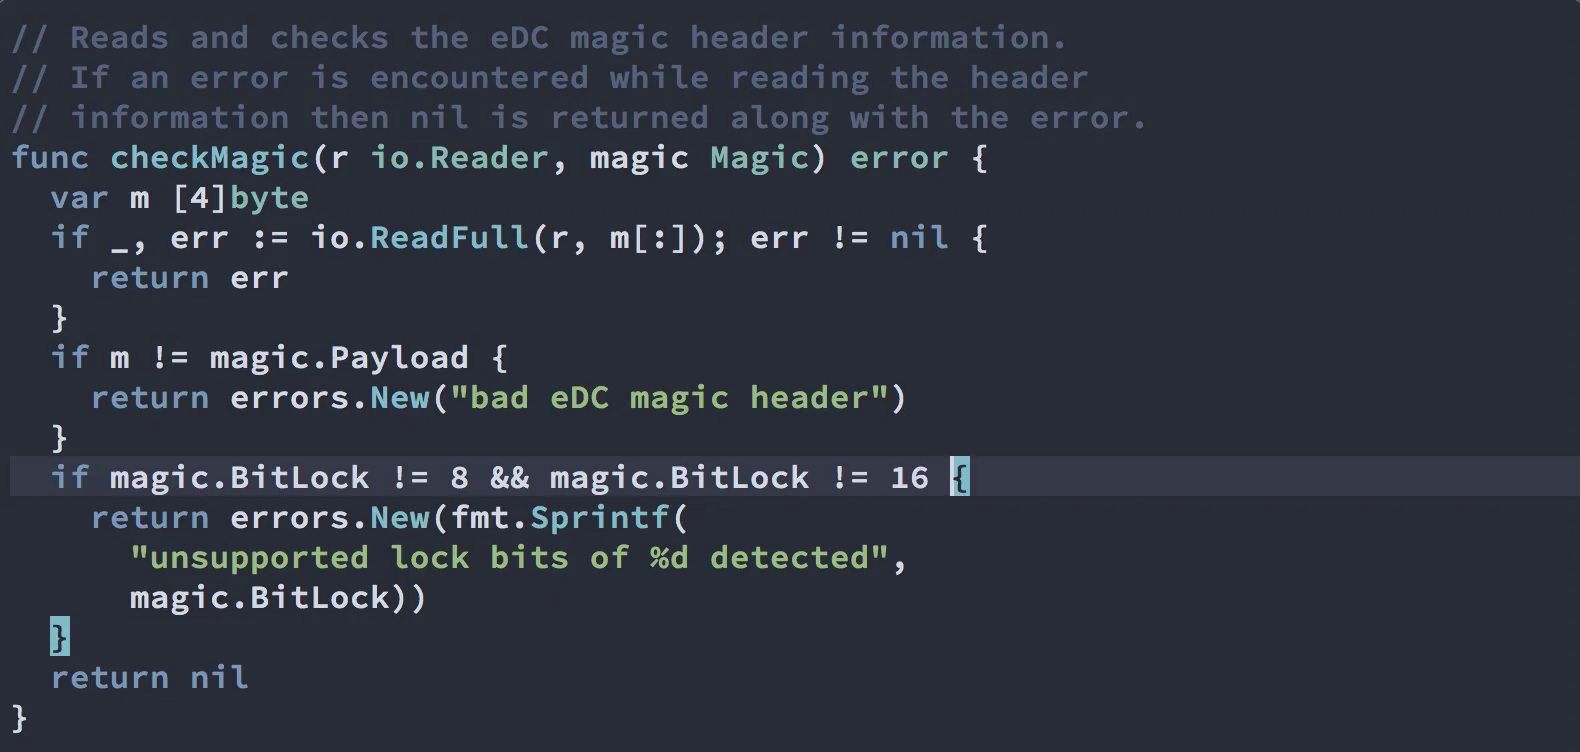 // Reads and checks the eDC magic header information.
// If an error is encountered while reading the header
// information then nil is returned along with the error.
func checkMagic(r io.Reader, magic Magic) error {
  var m [4]byte
  if _, err := io.ReadFull(r, m[:]); err != nil {
    return err
  }
  if m != magic.Payload {
    return errors.New("bad eDC magic header")
  }
  if magic.BitLock != 8 && magic.BitLock != 16 {
    return errors.New(fmt.Sprintf(
      "unsupported lock bits of %d detected",
      magic.BitLock))
  }
  return nil
}